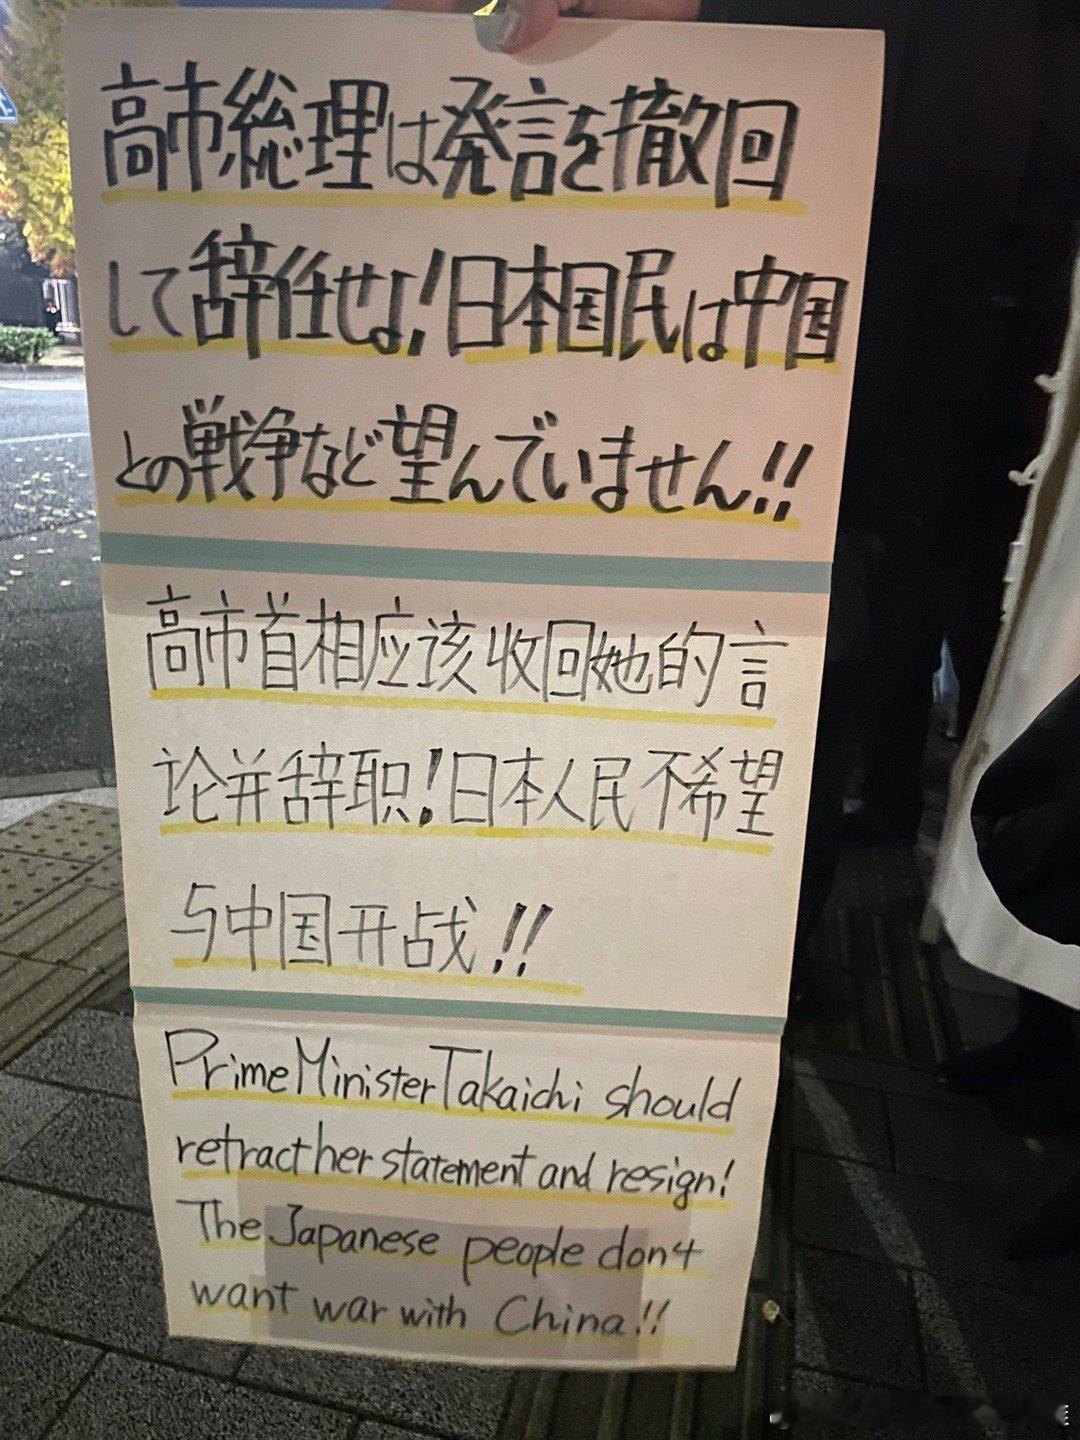 高市総理は発言を撤回
して辞任せよ!日本国民は中国
との戦争など望んでいません!!
高市首相应该收回她的言
论并辞职!日本人民不希望
与中国开战!!
Prime Minister Takaichi should
retract her statement and resign!
The Japanese people don't
want war with China!!